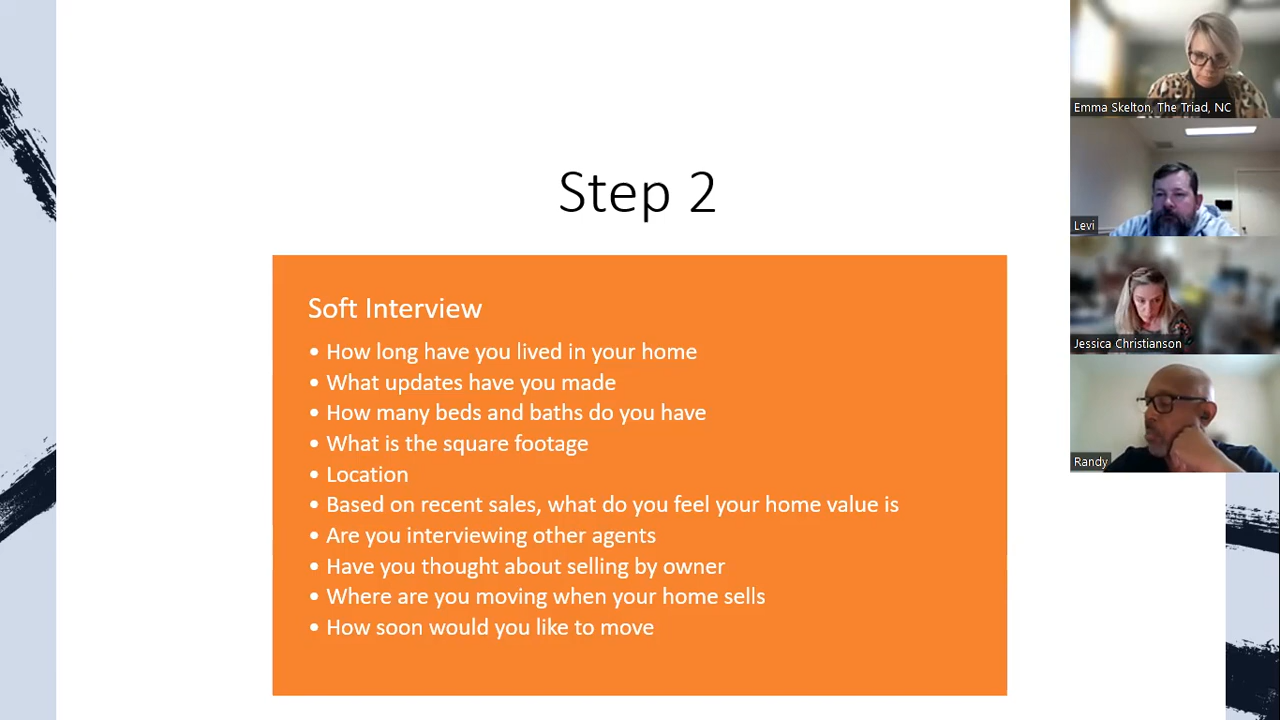 Step 2
Soft Interview
• How long have you lived in your home
• What updates have you made
• How many beds and baths do you have
• What is the square footage
• Location
• Based on recent sales, what do you feel your home value is
• Are you interviewing other agents
• Have you thought about selling by owner
• Where are you moving when your home sells
• How soon would you like to move
Emma Skelton, The Triad, NC
Levi
Jessica Christianson
Randy